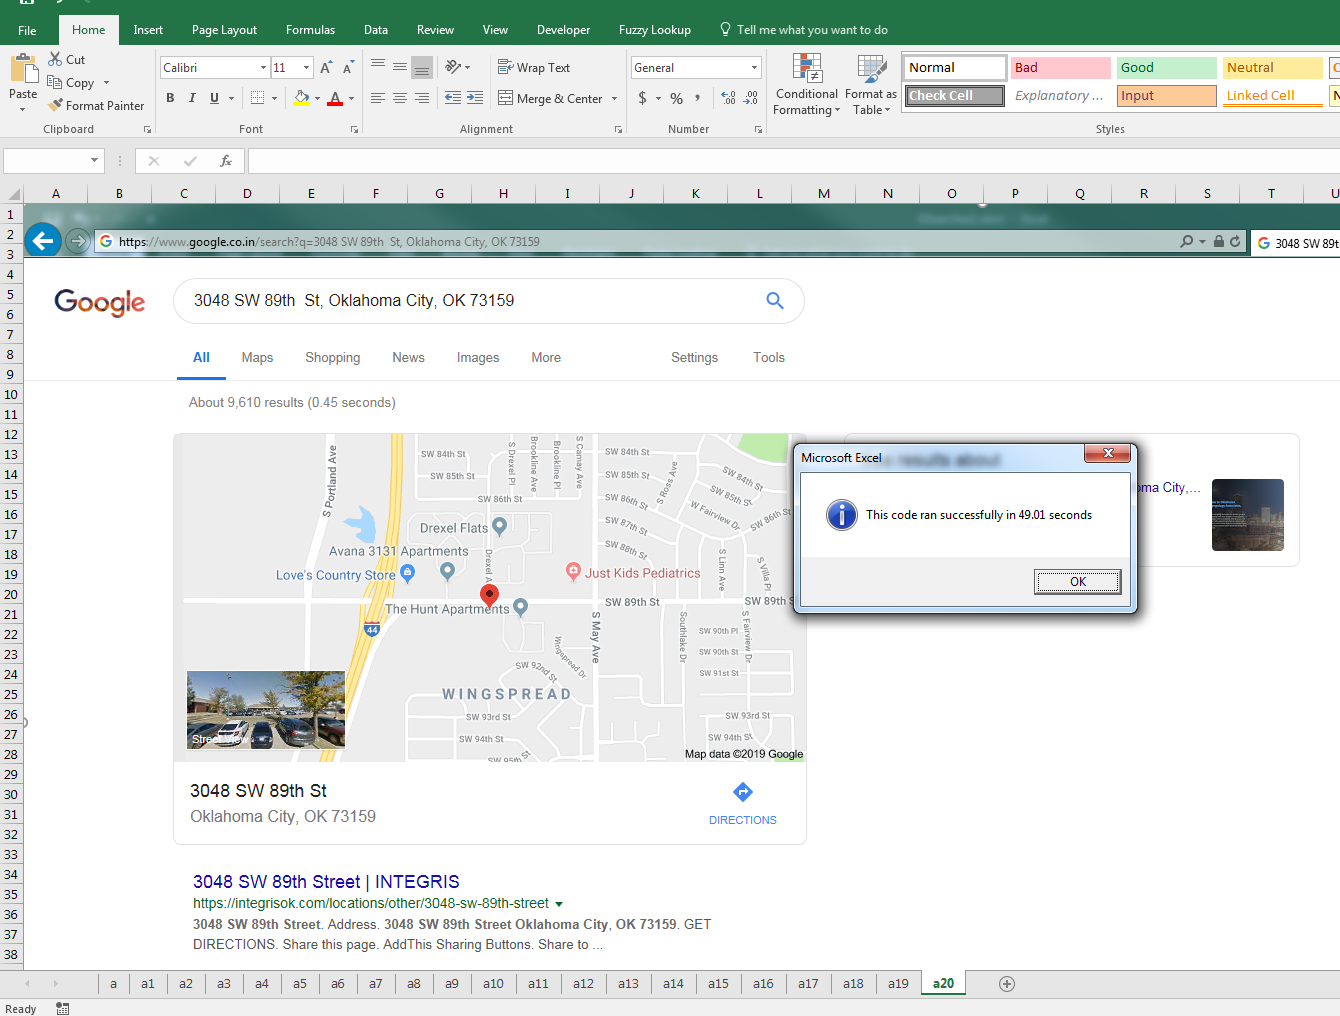 File Home Insert Page Layout Formulas Data Review View Developer Fuzzy Lookup Tell me what you want to do
Paste
Cut
Copy
Format Painter
Clipboard
Calibri 11
B I U
Font
Wrap Text
Merge & Center
Alignment
General
$ % ,
Number
Conditional Formatting
Format as Table
Normal Bad Good Neutral
Check Cell Explanatory ... Input Linked Cell
Styles
fx
A B C D E F G H I J K L M N O P Q R S T U
1
2
3
4
5
6
7
8
9
10
11
12
13
14
15
16
17
18
19
20
21
22
23
24
25
26
27
28
29
30
31
32
33
34
35
36
37
38
https://www.google.co.in/search?q=3048 SW 89th  St, Oklahoma City, OK 73159
3048 SW 89th
Google
3048 SW 89th  St, Oklahoma City, OK 73159
All Maps Shopping News Images More Settings Tools
About 9,610 results (0.45 seconds)
S Portland Ave
SW 84th St
SW 85th St
SW 86th St
S Drexel Pl
Brookline Ave
Brookline Pl
S Camay Ave
S Ross Ave
SW 84th St
SW 85th St
SW 86th St
W Fairview Dr
SW 86th St
SW 87th St
SW 88th St
S Linn Ave
S Villa Pl
Drexel Flats
Avana 3131 Apartments
Love's Country Store
Drexel A
Just Kids Pediatrics
The Hunt Apartments
SW 89th St
SW 89th S
44
S May Ave
Southlake Dr
S Fairview Dr
SW 90th Pl
SW 90th St
SW 91st St
Wingspread Dr
SW 92nd St
WINGSPREAD
SW 93rd St
SW 93rd St
SW 94th St
SW 94th S
SW 95th St
Street View
Map data ©2019 Google
3048 SW 89th St
Oklahoma City, OK 73159
DIRECTIONS
results about
oma City,...
Microsoft Excel
This code ran successfully in 49.01 seconds
OK
3048 SW 89th Street | INTEGRIS
https://integrisok.com/locations/other/3048-sw-89th-street
3048 SW 89th Street. Address. 3048 SW 89th Street Oklahoma City, OK 73159. GET
DIRECTIONS. Share this page. AddThis Sharing Buttons. Share to ...
a a1 a2 a3 a4 a5 a6 a7 a8 a9 a10 a11 a12 a13 a14 a15 a16 a17 a18 a19 a20
Ready